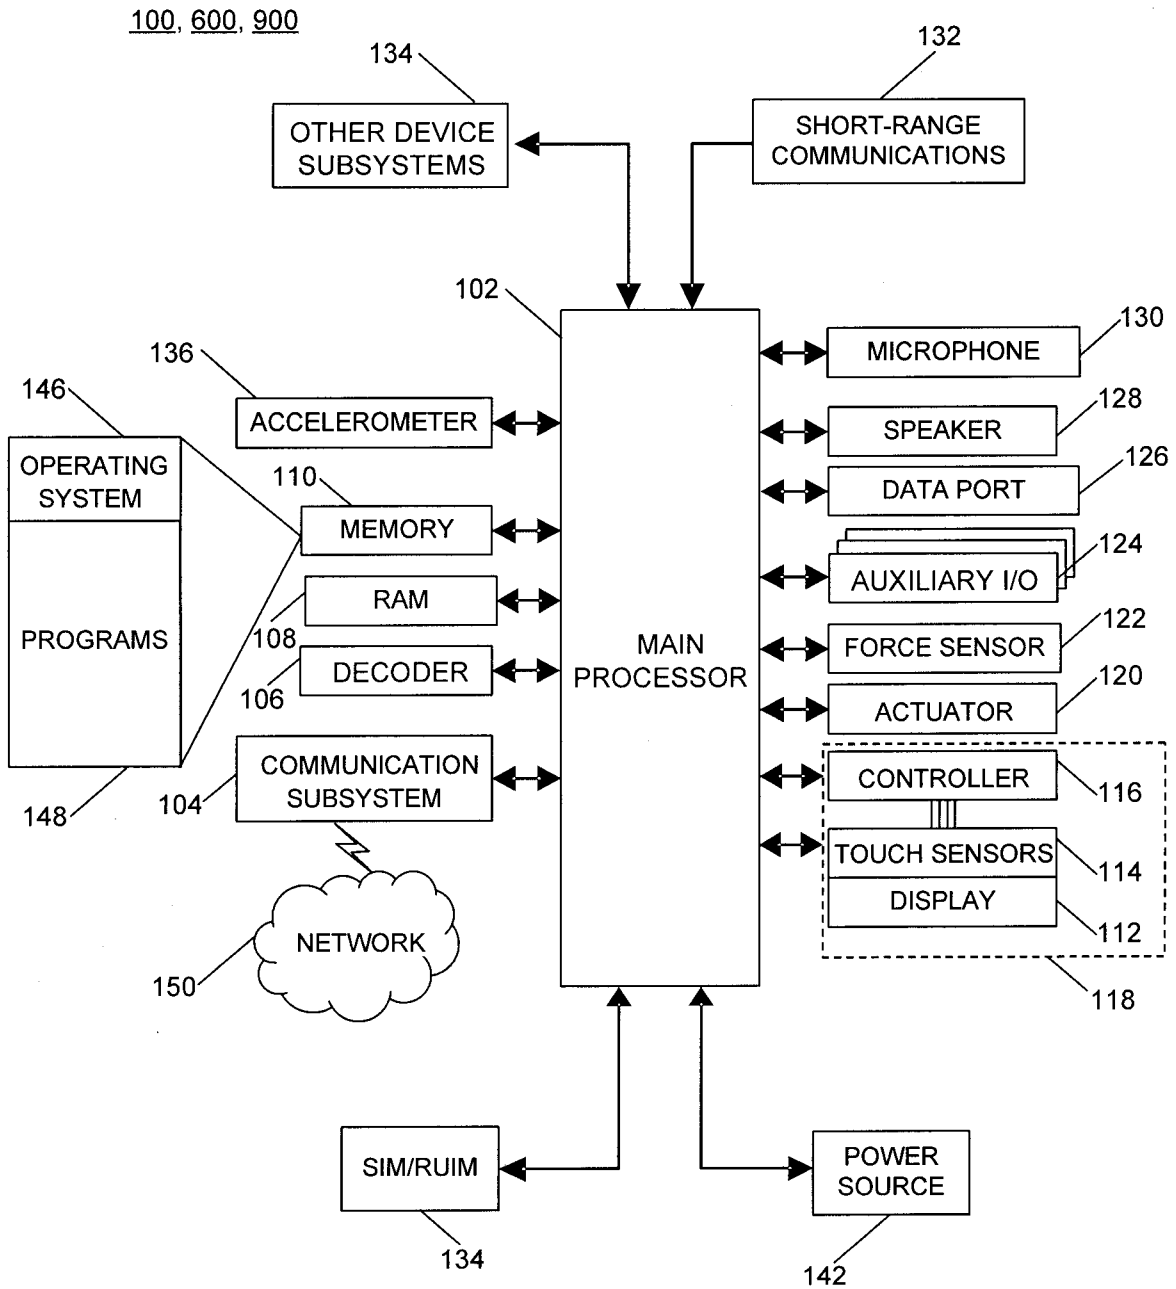 100, 600, 900
134
132
OTHER DEVICE
SUBSYSTEMS
SHORT-RANGE
COMMUNICATIONS
102
130
MICROPHONE
136
146
ACCELEROMETER
128
SPEAKER
OPERATING
SYSTEM
110
126
DATA PORT
MEMORY
124
AUXILIARY I/O
RAM
108
122
FORCE SENSOR
PROGRAMS
MAIN
PROCESSOR
DECODER
106
120
ACTUATOR
COMMUNICATION
SUBSYSTEM
104
148
CONTROLLER
116
TOUCH SENSORS
114
DISPLAY
112
NETWORK
150
118
SIM/RUIM
134
POWER
SOURCE
142